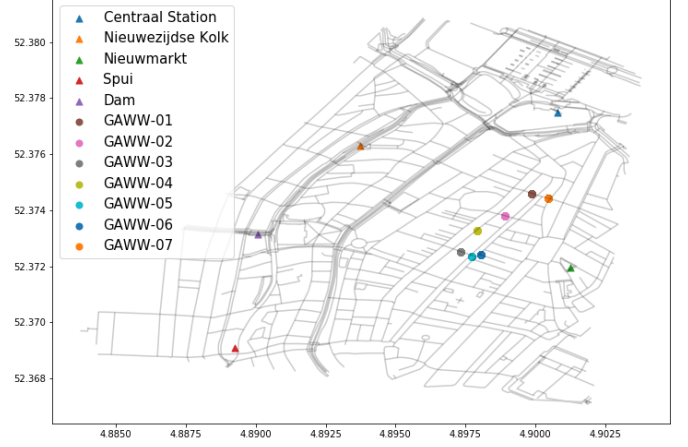 Centraal Station
Nieuwezijdse Kolk
Nieuwmarkt
Spui
Dam
GAWW-01
GAWW-02
GAWW-03
GAWW-04
GAWW-05
GAWW-06
GAWW-07
52.380
52.378
52.376
52.374
52.372
52.370
52.368
4.8850 4.8875 4.8900 4.8925 4.8950 4.8975 4.9000 4.9025